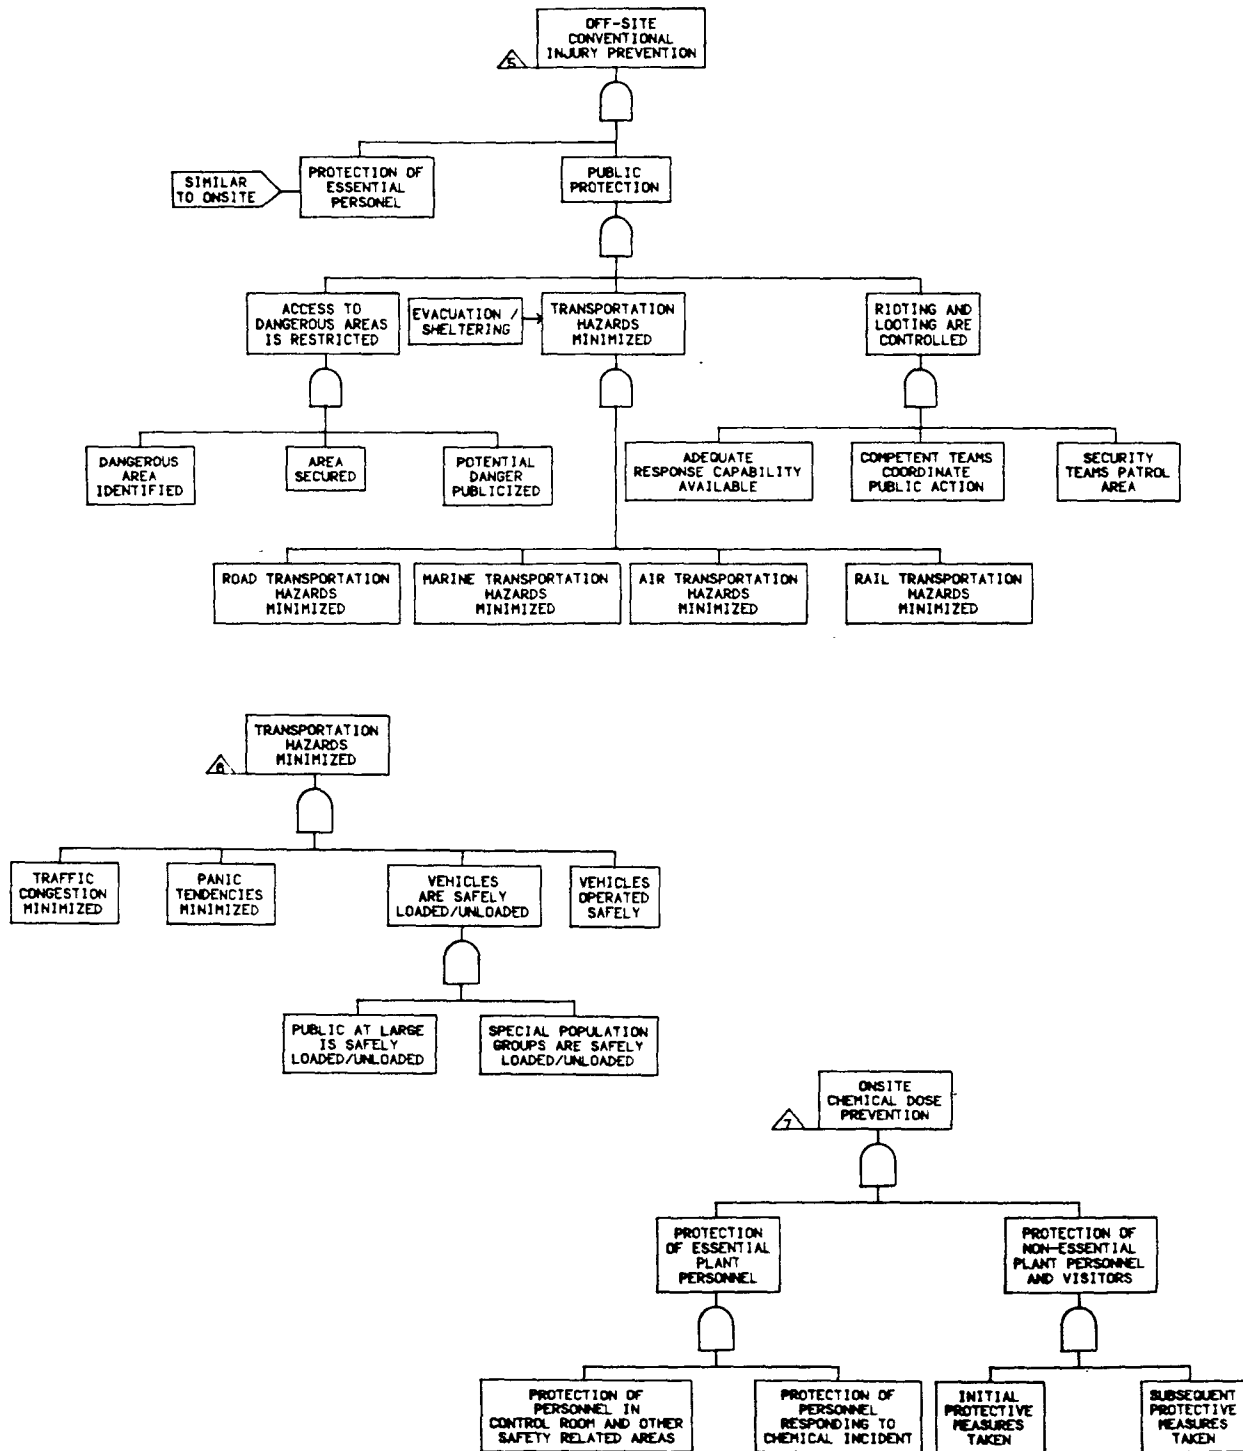 OFF-SITE
CONVENTIONAL
INJURY PREVENTION
5
SIMILAR
TO ONSITE
PROTECTION OF
ESSENTIAL
PERSONEL
PUBLIC
PROTECTION
ACCESS TO
DANGEROUS AREAS
IS RESTRICTED
EVACUATION /
SHELTERING
TRANSPORTATION
HAZARDS
MINIMIZED
RIOTING AND
LOOTING ARE
CONTROLLED
DANGEROUS
AREA
IDENTIFIED
AREA
SECURED
POTENTIAL
DANGER
PUBLICIZED
ADEQUATE
RESPONSE CAPABILITY
AVAILABLE
COMPETENT TEAMS
COORDINATE
PUBLIC ACTION
SECURITY
TEAMS PATROL
AREA
ROAD TRANSPORTATION
HAZARDS
MINIMIZED
MARINE TRANSPORTATION
HAZARDS
MINIMIZED
AIR TRANSPORTATION
HAZARDS
MINIMIZED
RAIL TRANSPORTATION
HAZARDS
MINIMIZED
TRANSPORTATION
HAZARDS
MINIMIZED
TRAFFIC
CONGESTION
MINIMIZED
PANIC
TENDENCIES
MINIMIZED
VEHICLES
ARE SAFELY
LOADED/UNLOADED
VEHICLES
OPERATED
SAFELY
PUBLIC AT LARGE
IS SAFELY
LOADED/UNLOADED
SPECIAL POPULATION
GROUPS ARE SAFELY
LOADED/UNLOADED
ONSITE
CHEMICAL DOSE
PREVENTION
7
PROTECTION
OF ESSENTIAL
PLANT
PERSONNEL
PROTECTION OF
NON-ESSENTIAL
PLANT PERSONNEL
AND VISITORS
PROTECTION OF
PERSONNEL IN
CONTROL ROOM AND OTHER
SAFETY RELATED AREAS
PROTECTION OF
PERSONNEL
RESPONDING TO
CHEMICAL INCIDENT
INITIAL
PROTECTIVE
MEASURES
TAKEN
SUBSEQUENT
PROTECTIVE
MEASURES
TAKEN